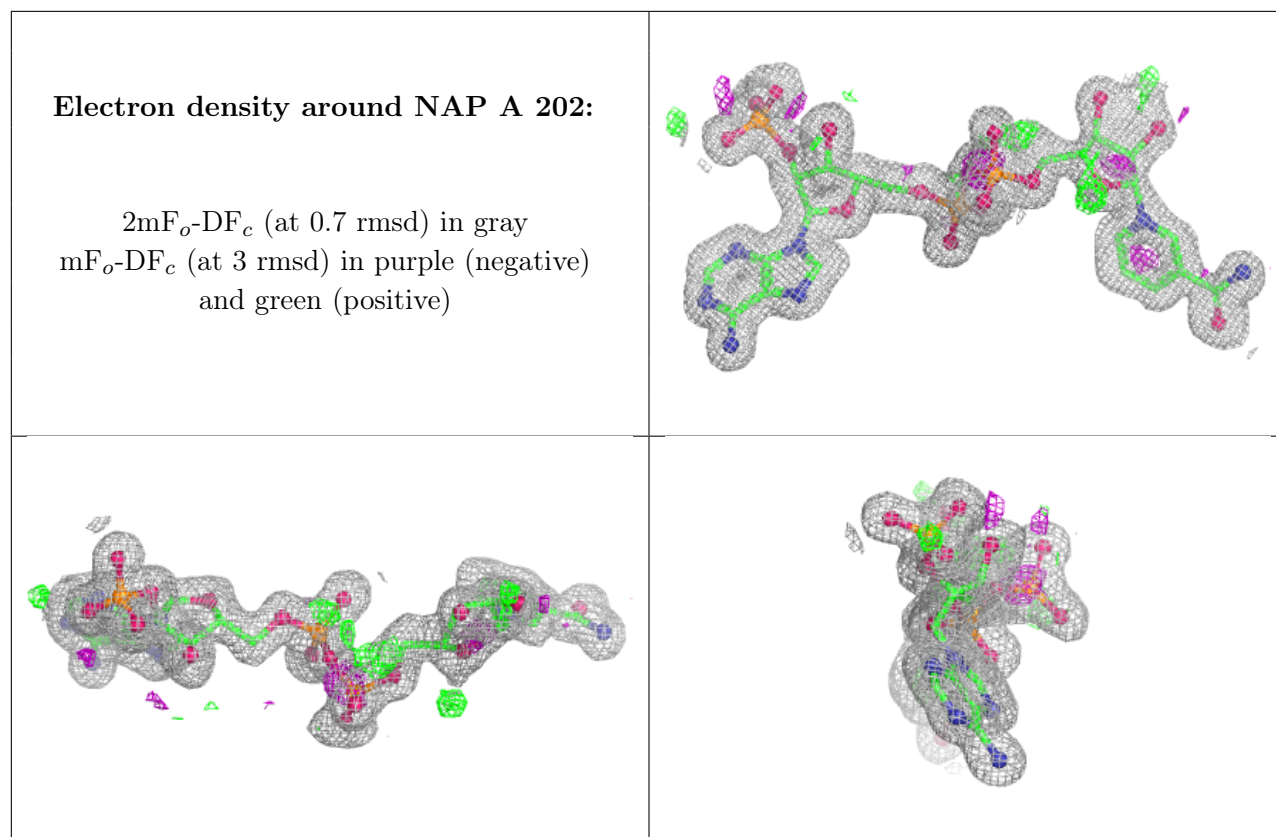 Electron density around NAP A 202:
2mFo-DFc (at 0.7 rmsd) in gray
mFo-DFc (at 3 rmsd) in purple (negative)
and green (positive)